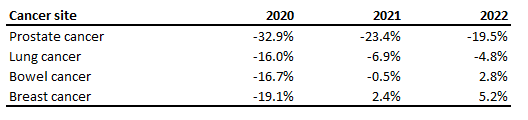 Cancer site 2020 2021 2022
Prostate cancer -32.9% -23.4% -19.5%
Lung cancer -16.0% -6.9% -4.8%
Bowel cancer -16.7% -0.5% 2.8%
Breast cancer -19.1% 2.4% 5.2%